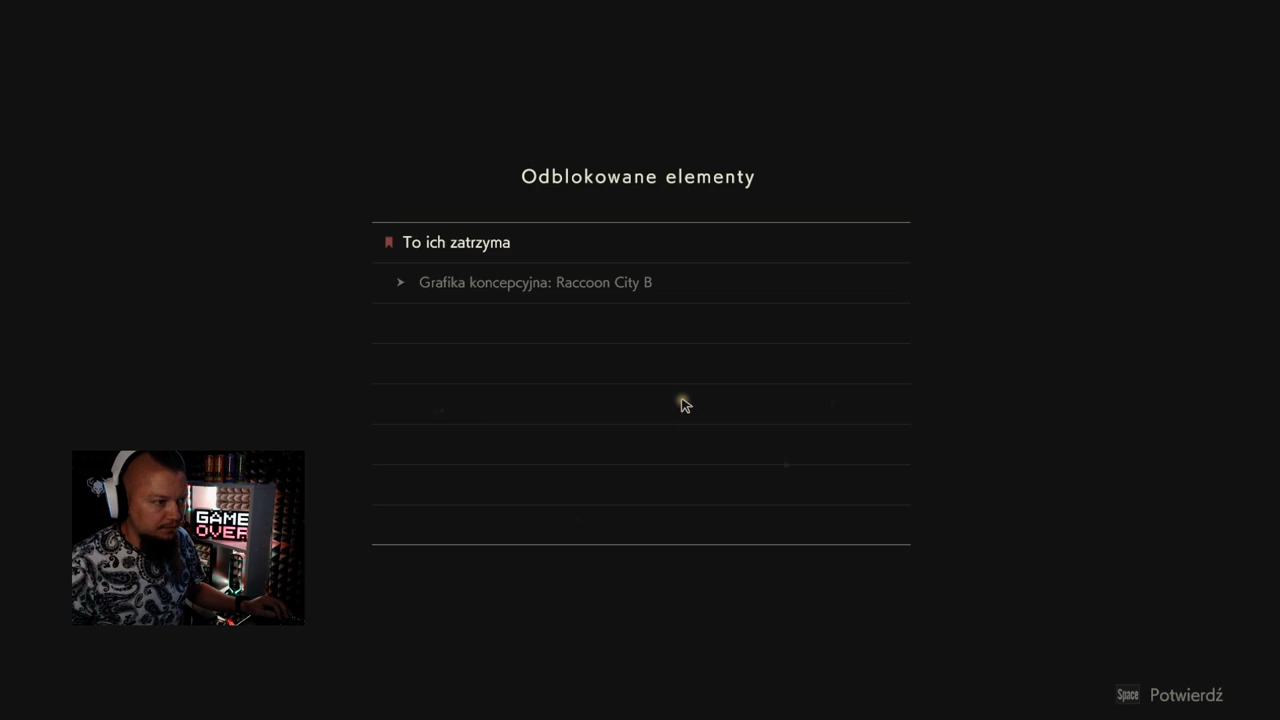 Odblokowane elementy
To ich zatrzyma
Grafika koncepcyjna: Raccoon City B
GAME
OVER
Space Potwierdź